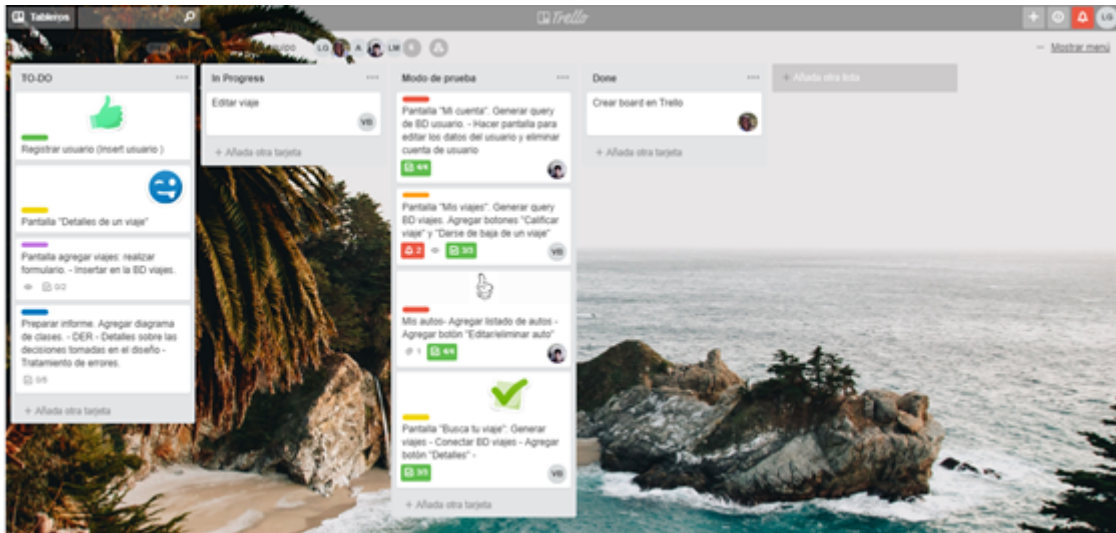 Tableros
Trello
LG
LG A LM
Mostrar menú
TO-DO
Registrar usuario (Insert usuario )
Pantalla "Detalles de un viaje"
Pantalla agregar viajes: realizar
formulario. - Insertar en la BD viajes.
0/2
Preparar informe. Agregar diagrama
de clases. - DER - Detalles sobre las
decisiones tomadas en el diseño -
Tratamiento de errores.
0/5
+ Añada otra tarjeta
In Progress
Editar viaje
VB
+ Añada otra tarjeta
Modo de prueba
Pantalla "Mi cuenta". Generar query
de BD usuario. - Hacer pantalla para
editar los datos del usuario y eliminar
cuenta de usuario
4/4
Pantalla "Mis viajes". Generar query
BD viajes. Agregar botones "Calificar
viaje" y "Darse de baja de un viaje"
2 3/3 VB
Mis autos- Agregar listado de autos -
Agregar botón "Editar/eliminar auto"
1 4/4
Pantalla "Busca tu viaje": Generar
viajes - Conectar BD viajes - Agregar
botón "Detalles" -
3/3 VB
+ Añada otra tarjeta
Done
Crear board en Trello
+ Añada otra tarjeta
+ Añada otra lista